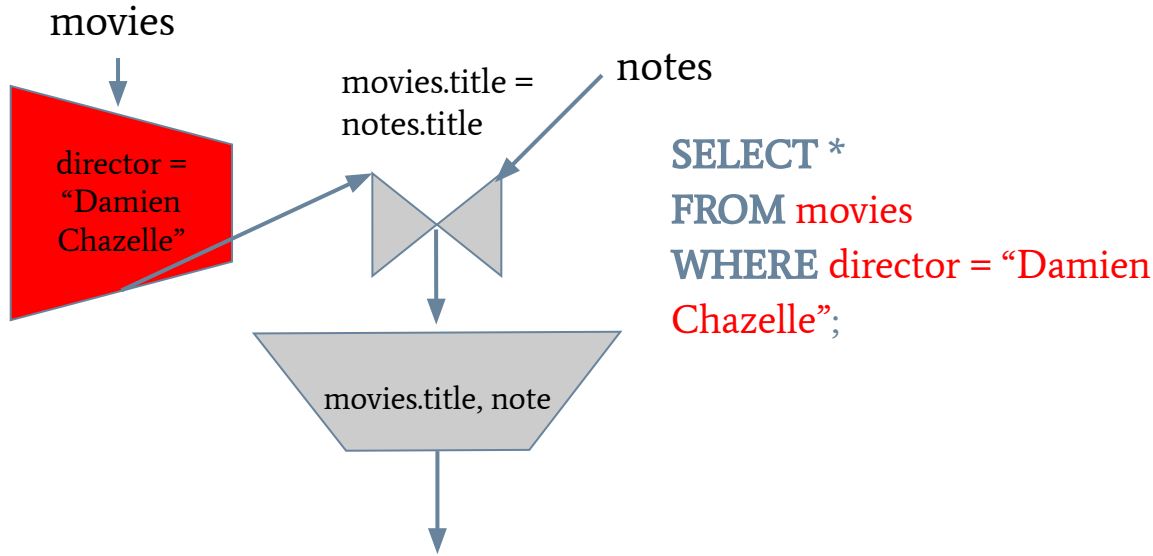 movies
director =
“Damien
Chazelle”
movies.title =
notes.title
notes
movies.title, note
SELECT *
FROM movies
WHERE director = “Damien
Chazelle”;